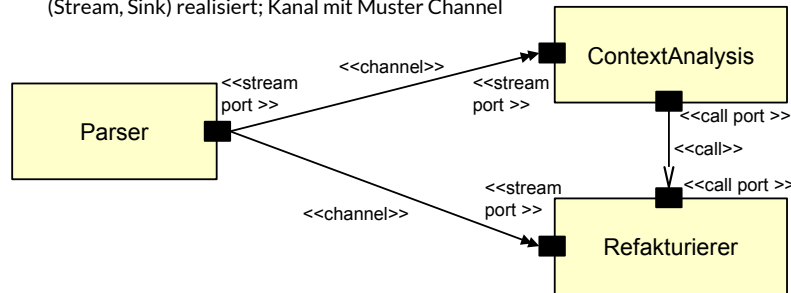 (Stream, Sink) realisiert; Kanal mit Muster Channel
ContextAnalysis
<<channel>>
<<stream
port >>
<<stream
port >>
Parser
<<call port >>
<<call>>
<<stream
port >>
<<call port >>
<<channel>>
Refakturierer